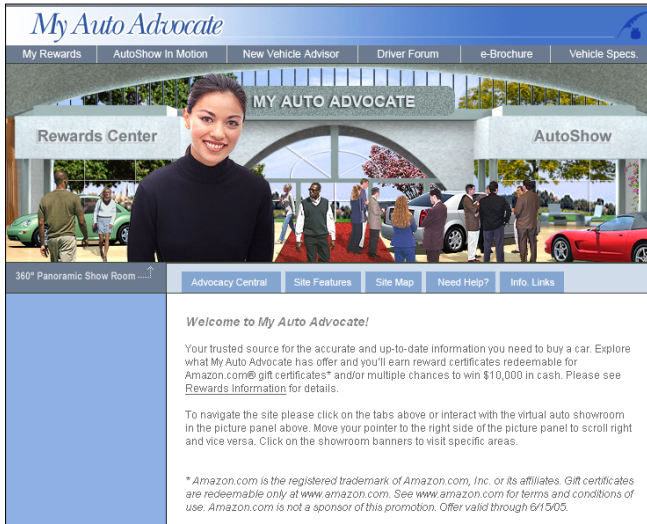 My Auto Advocate
My Rewards AutoShow In Motion New Vehicle Advisor Driver Forum e-Brochure Vehicle Specs.
MY AUTO ADVOCATE
Rewards Center AutoShow
360° Panoramic Show Room
Advocacy Central Site Features Site Map Need Help? Info. Links
Welcome to My Auto Advocate!
Your trusted source for the accurate and up-to-date information you need to buy a car. Explore
what My Auto Advocate has offer and you'll earn reward certificates redeemable for
Amazon.com® gift certificates* and/or multiple chances to win $10,000 in cash. Please see
Rewards Information for details.
To navigate the site please click on the tabs above or interact with the virtual auto showroom
in the picture panel above. Move your pointer to the right side of the picture panel to scroll right
and vice versa. Click on the showroom banners to visit specific areas.
* Amazon.com is the registered trademark of Amazon.com, Inc. or its affiliates. Gift certificates
are redeemable only at www.amazon.com. See www.amazon.com for terms and conditions of
use. Amazon.com is not a sponsor of this promotion. Offer valid through 6/15/05.